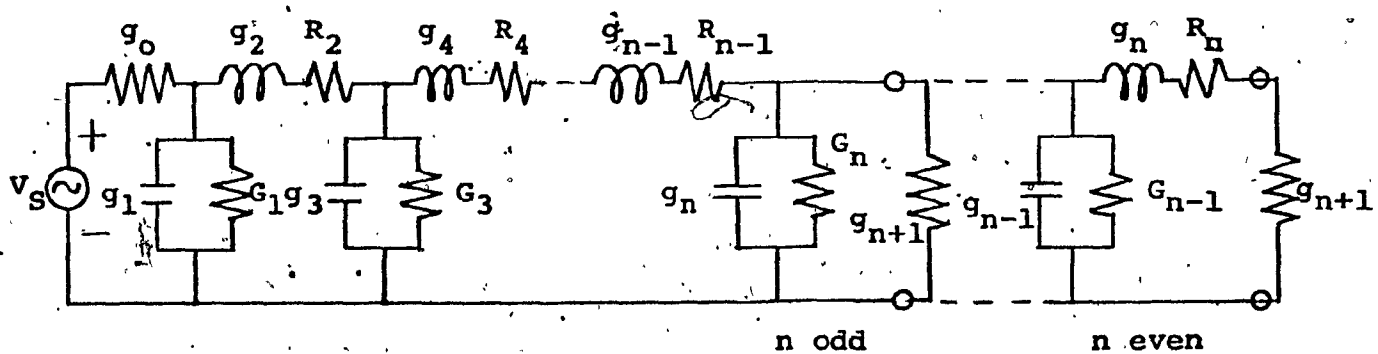 g₀ g₂ R₂ g₄ R₄ gₙ₋₁ Rₙ₋₁ gₙ Rₙ
+
Vₛ g₁ G₁ g₃ G₃ gₙ Gₙ gₙ₊₁ gₙ₋₁ Gₙ₋₁ gₙ₊₁
−
n odd n even